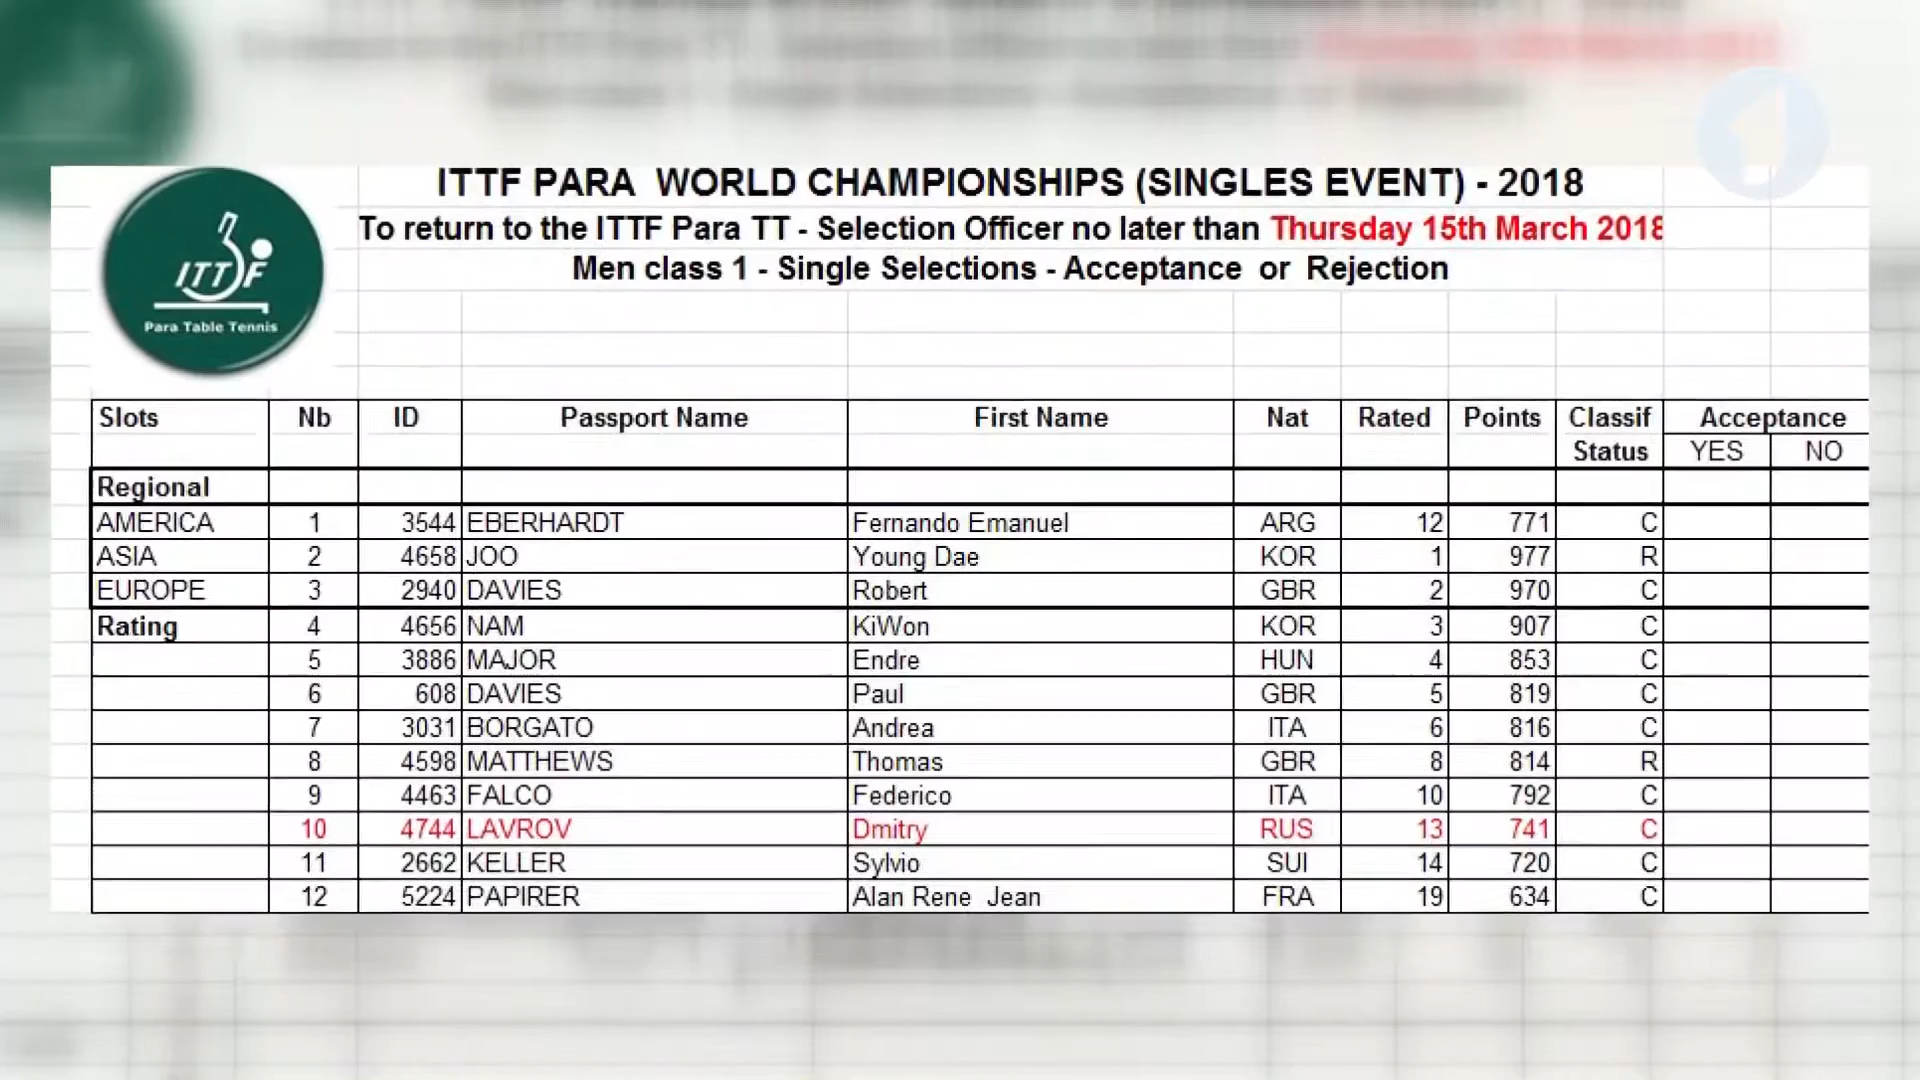 ITTF PARA WORLD CHAMPIONSHIPS (SINGLES EVENT) - 2018
To return to the ITTF Para TT - Selection Officer no later than Thursday 15th March 2018
Men class 1 - Single Selections - Acceptance or Rejection
ITTF
Para Table Tennis
Slots Nb ID Passport Name First Name Nat Rated Points Classif Status Acceptance
YES NO
Regional
AMERICA 1 3544 EBERHARDT Fernando Emanuel ARG 12 771 C
ASIA 2 4658 JOO Young Dae KOR 1 977 R
EUROPE 3 2940 DAVIES Robert GBR 2 970 C
Rating 4 4656 NAM KiWon KOR 3 907 C
5 3886 MAJOR Endre HUN 4 853 C
6 608 DAVIES Paul GBR 5 819 C
7 3031 BORGATO Andrea ITA 6 816 C
8 4598 MATTHEWS Thomas GBR 8 814 R
9 4463 FALCO Federico ITA 10 792 C
10 4744 LAVROV Dmitry RUS 13 741 C
11 2662 KELLER Sylvio SUI 14 720 C
12 5224 PAPIRER Alan Rene Jean FRA 19 634 C